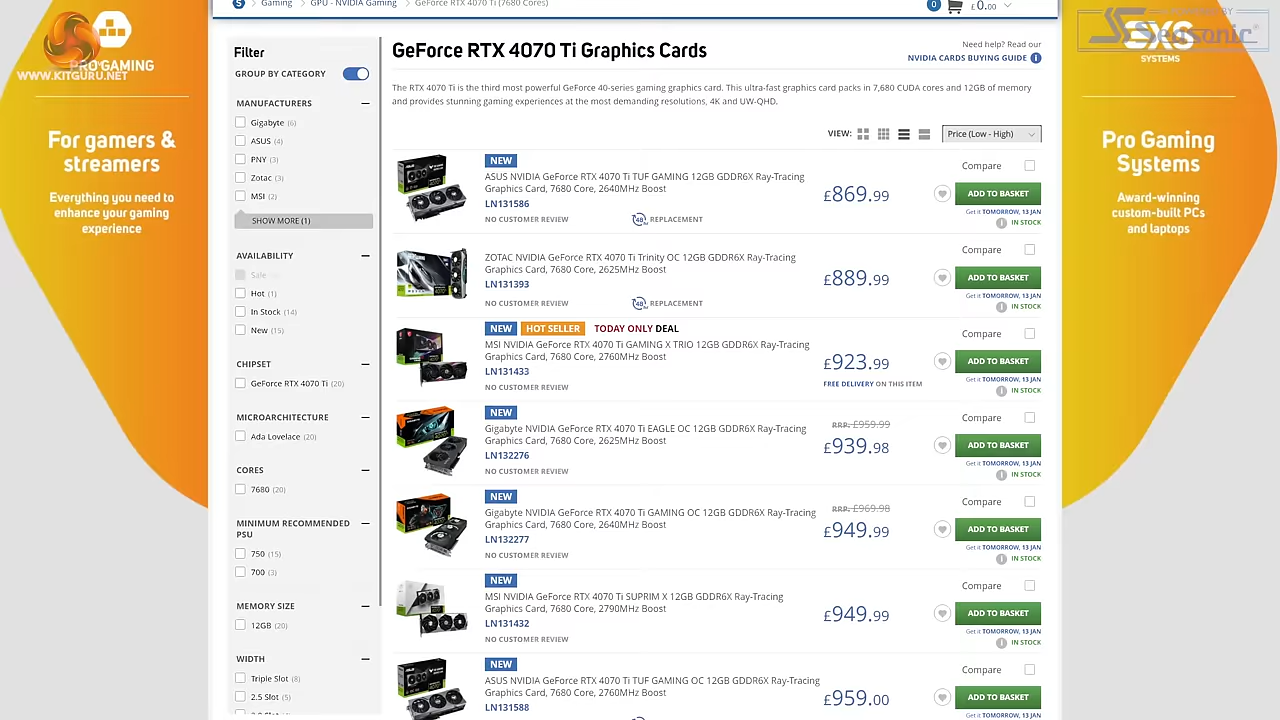 Gaming > GPU - NVIDIA Gaming > GeForce RTX 4070 Ti (7680 Cores)
0
£0.00
PRO GAMING
WWW.KITGURU.NET
For gamers &
streamers
Everything you need to
enhance your gaming
experience
Filter
GROUP BY CATEGORY
MANUFACTURERS
Gigabyte (6)
ASUS (4)
PNY (3)
Zotac (3)
MSI (2)
SHOW MORE (1)
AVAILABILITY
Sale
Hot (1)
In Stock (14)
New (15)
CHIPSET
GeForce RTX 4070 Ti (20)
MICROARCHITECTURE
Ada Lovelace (20)
CORES
7680 (20)
MINIMUM RECOMMENDED
PSU
750 (15)
700 (3)
MEMORY SIZE
12GB (20)
WIDTH
Triple Slot (8)
2.5 Slot (5)
GeForce RTX 4070 Ti Graphics Cards
Need help? Read our
NVIDIA CARDS BUYING GUIDE
The RTX 4070 Ti is the third most powerful GeForce 40-series gaming graphics card. This ultra-fast graphics card packs in 7,680 CUDA cores and 12GB of memory
and provides stunning gaming experiences at the most demanding resolutions, 4K and UW-QHD.
VIEW:
Price (Low - High)
NEW
ASUS NVIDIA GeForce RTX 4070 Ti TUF GAMING 12GB GDDR6X Ray-Tracing
Graphics Card, 7680 Core, 2640MHz Boost
LN131586
NO CUSTOMER REVIEW
48 REPLACEMENT
£869.99
Compare
ADD TO BASKET
Get it TOMORROW, 13 JAN
IN STOCK
ZOTAC NVIDIA GeForce RTX 4070 Ti Trinity OC 12GB GDDR6X Ray-Tracing
Graphics Card, 7680 Core, 2625MHz Boost
LN131393
NO CUSTOMER REVIEW
48 REPLACEMENT
£889.99
Compare
ADD TO BASKET
Get it TOMORROW, 13 JAN
IN STOCK
NEW HOT SELLER TODAY ONLY DEAL
MSI NVIDIA GeForce RTX 4070 Ti GAMING X TRIO 12GB GDDR6X Ray-Tracing
Graphics Card, 7680 Core, 2760MHz Boost
LN131433
NO CUSTOMER REVIEW
£923.99
FREE DELIVERY ON THIS ITEM
Compare
ADD TO BASKET
Get it TOMORROW, 13 JAN
IN STOCK
NEW
Gigabyte NVIDIA GeForce RTX 4070 Ti EAGLE OC 12GB GDDR6X Ray-Tracing
Graphics Card, 7680 Core, 2625MHz Boost
LN132276
NO CUSTOMER REVIEW
RRP: £959.99
£939.98
Compare
ADD TO BASKET
Get it TOMORROW, 13 JAN
IN STOCK
NEW
Gigabyte NVIDIA GeForce RTX 4070 Ti GAMING OC 12GB GDDR6X Ray-Tracing
Graphics Card, 7680 Core, 2640MHz Boost
LN132277
NO CUSTOMER REVIEW
RRP: £969.98
£949.99
Compare
ADD TO BASKET
Get it TOMORROW, 13 JAN
IN STOCK
NEW
MSI NVIDIA GeForce RTX 4070 Ti SUPRIM X 12GB GDDR6X Ray-Tracing
Graphics Card, 7680 Core, 2790MHz Boost
LN131432
NO CUSTOMER REVIEW
£949.99
Compare
ADD TO BASKET
Get it TOMORROW, 13 JAN
IN STOCK
NEW
ASUS NVIDIA GeForce RTX 4070 Ti TUF GAMING OC 12GB GDDR6X Ray-Tracing
Graphics Card, 7680 Core, 2760MHz Boost
LN131588
£959.00
Compare
ADD TO BASKET
Get it TOMORROW, 13 JAN
POWERED BY
Seasonic
SYSTEMS
Pro Gaming
Systems
Award-winning
custom-built PCs
and laptops